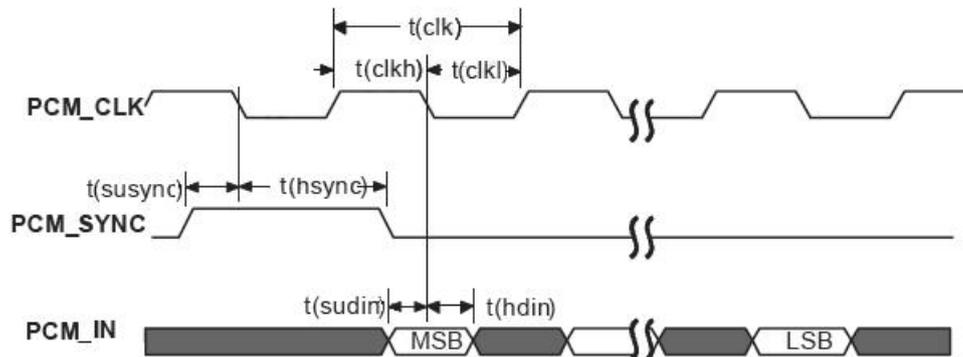 t(clk)
t(clkh) t(clkl)
PCM_CLK
t(susync) t(hsync)
PCM_SYNC
t(sudin) t(hdin)
PCM_IN MSB LSB